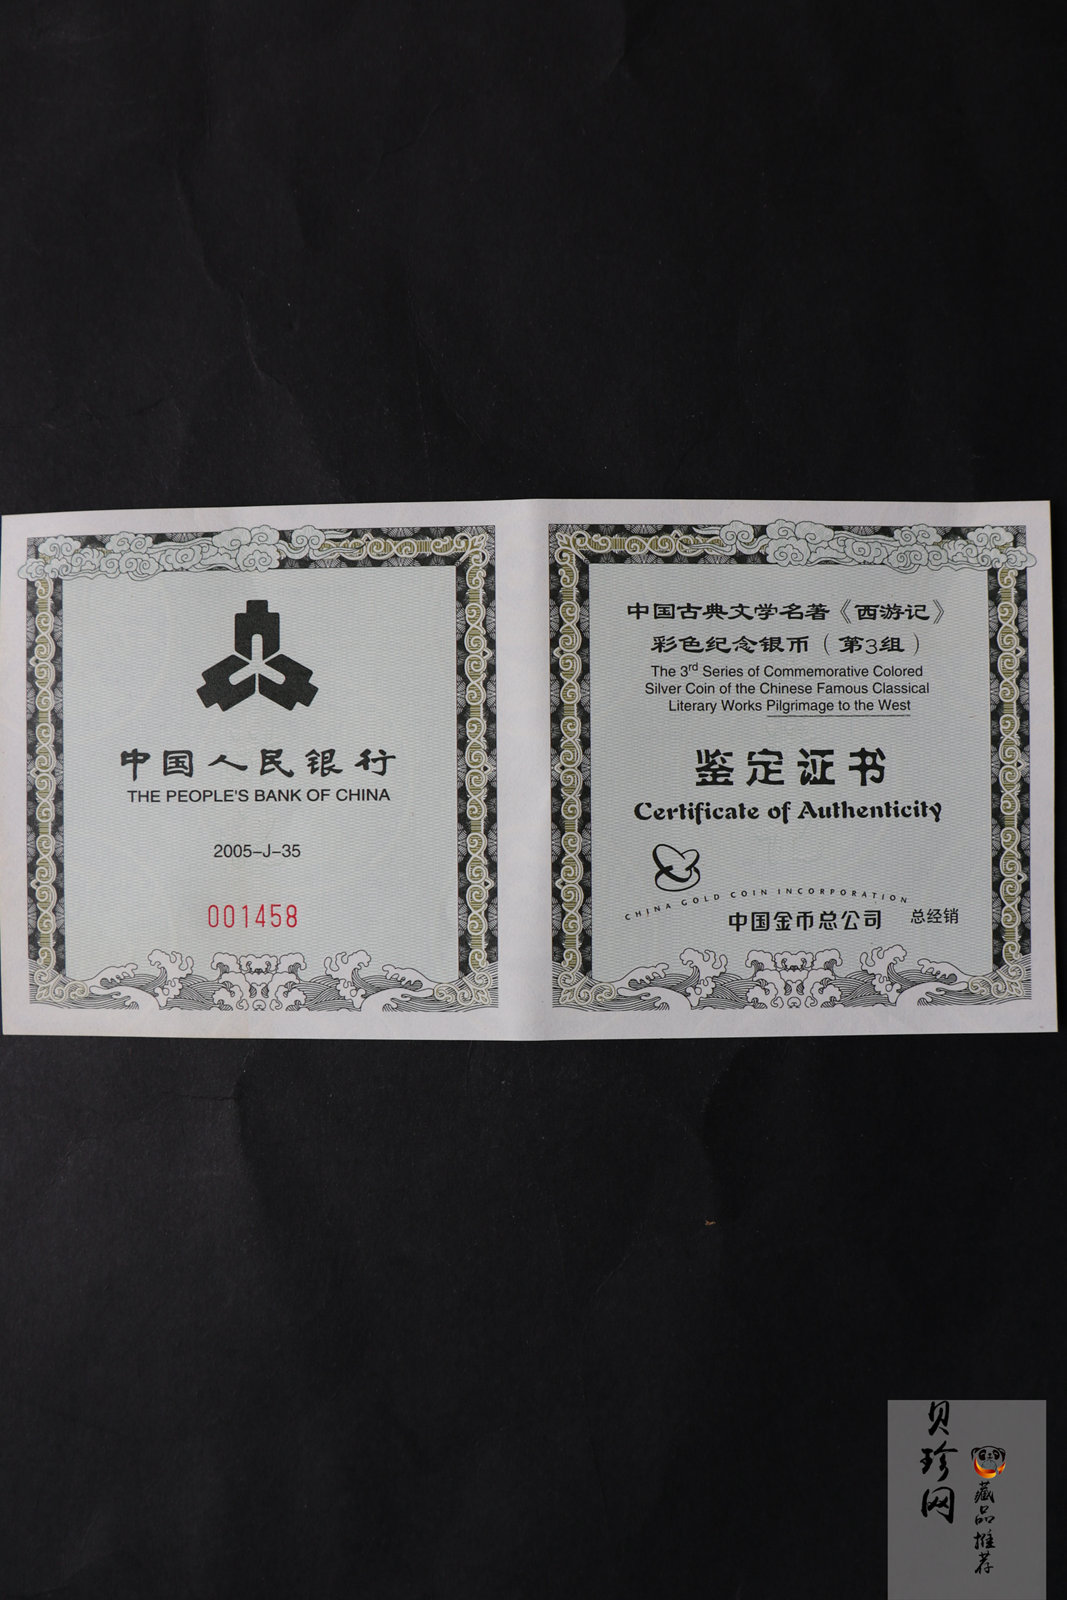 中国人民银行
THE PEOPLE'S BANK OF CHINA
2005-J-35
001458
中国古典文学名著《西游记》
彩色纪念银币（第3组）
The 3rd Series of Commemorative Colored
Silver Coin of the Chinese Famous Classical
Literary Works Pilgrimage to the West
鉴定证书
Certificate of Authenticity
CHINA GOLD COIN INCORPORATION
中国金币总公司 总经销
贝珍网
藏品推荐